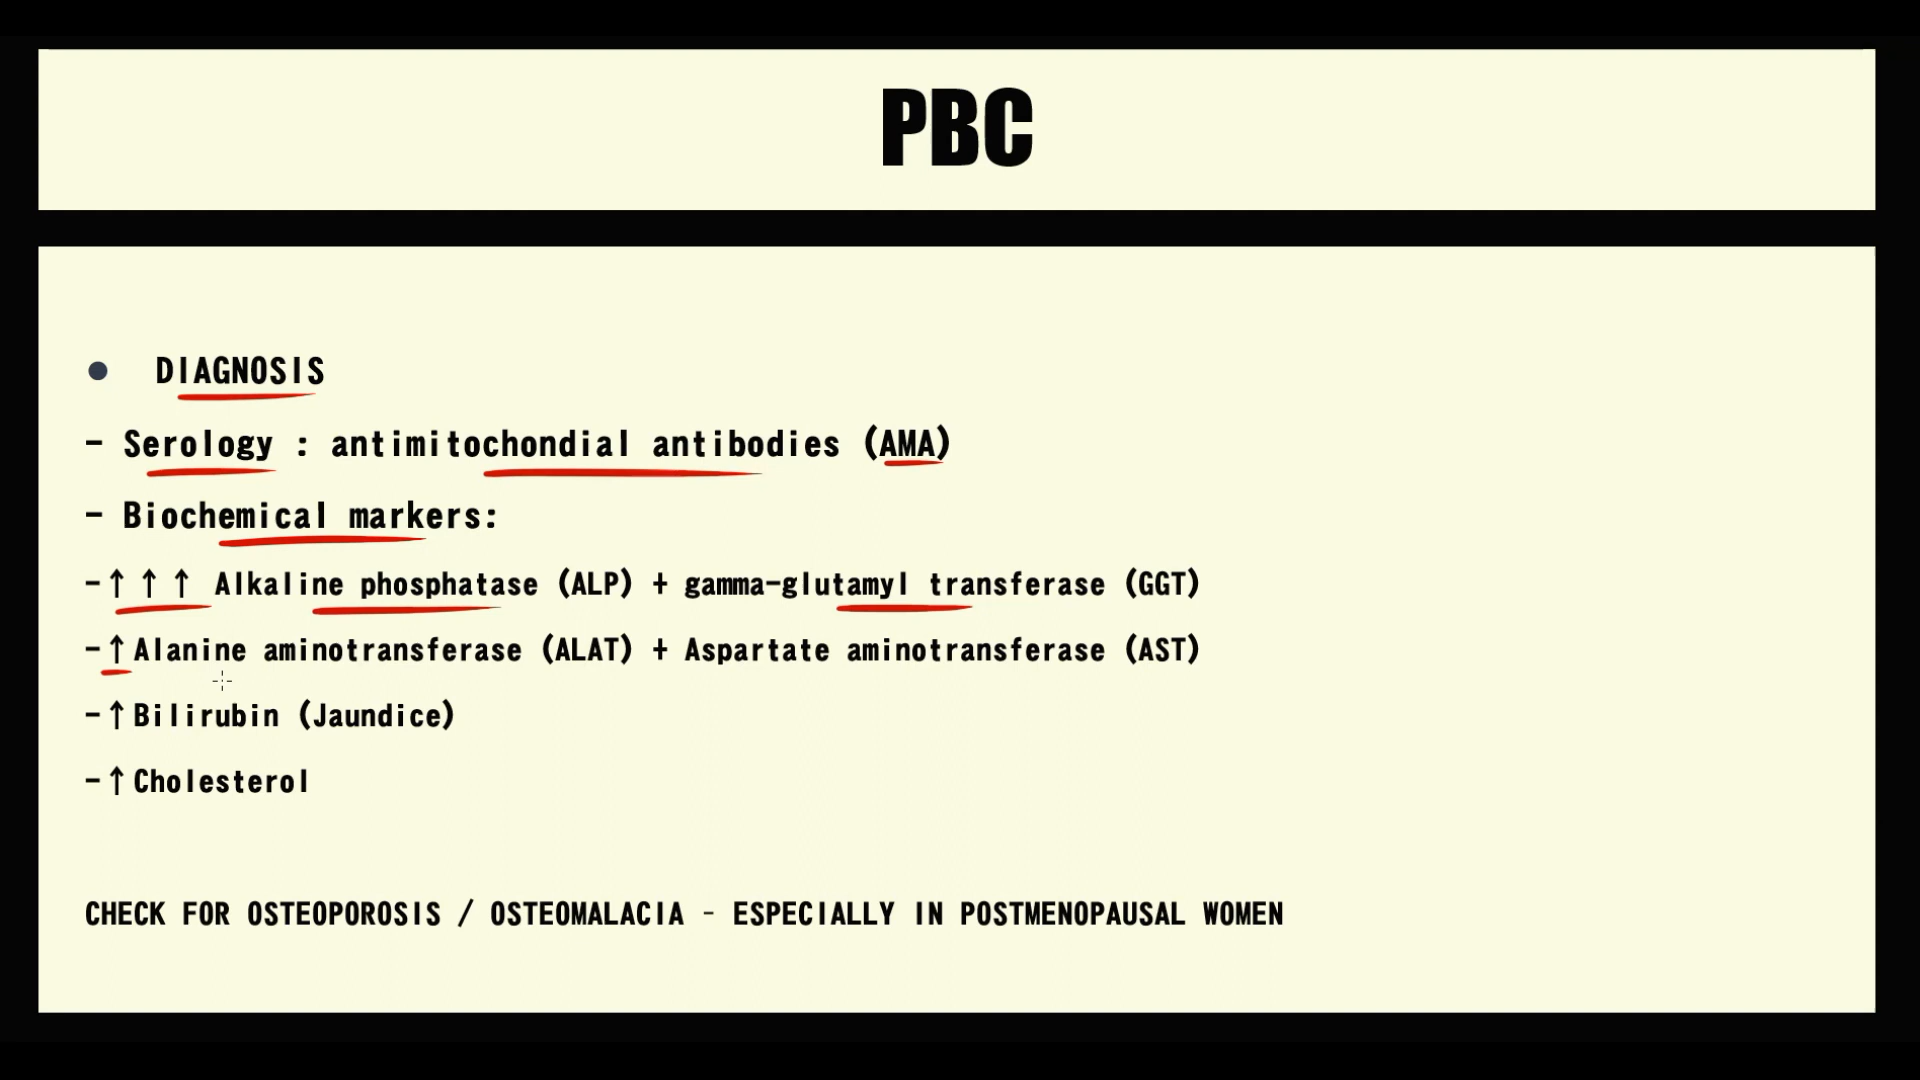 PBC
● DIAGNOSIS
- Serology : antimitochondial antibodies (AMA)
- Biochemical markers:
-↑ ↑ ↑ Alkaline phosphatase (ALP) + gamma-glutamyl transferase (GGT)
-↑Alanine aminotransferase (ALAT) + Aspartate aminotransferase (AST)
-↑Bilirubin (Jaundice)
-↑Cholesterol
CHECK FOR OSTEOPOROSIS / OSTEOMALACIA - ESPECIALLY IN POSTMENOPAUSAL WOMEN